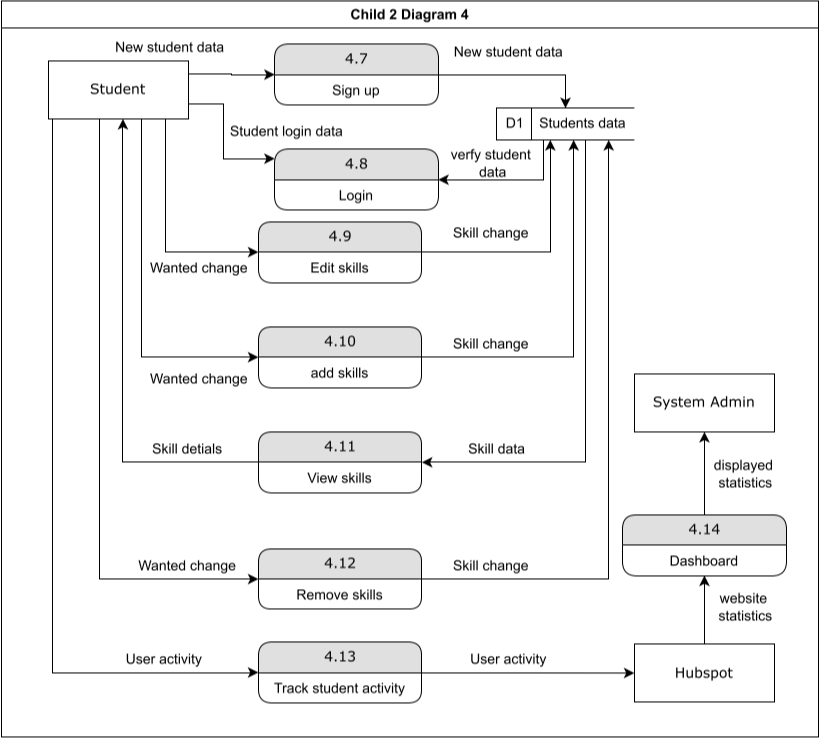 Child 2 Diagram 4
New student data
4.7
New student data
Student
Sign up
D1
Students data
Student login data
4.8
verfy student
data
Login
4.9
Skill change
Wanted change
Edit skills
4.10
Skill change
Wanted change
add skills
System Admin
Skill detials
4.11
Skill data
View skills
displayed
statistics
4.14
Dashboard
Wanted change
4.12
Skill change
Remove skills
website
statistics
User activity
4.13
User activity
Track student activity
Hubspot